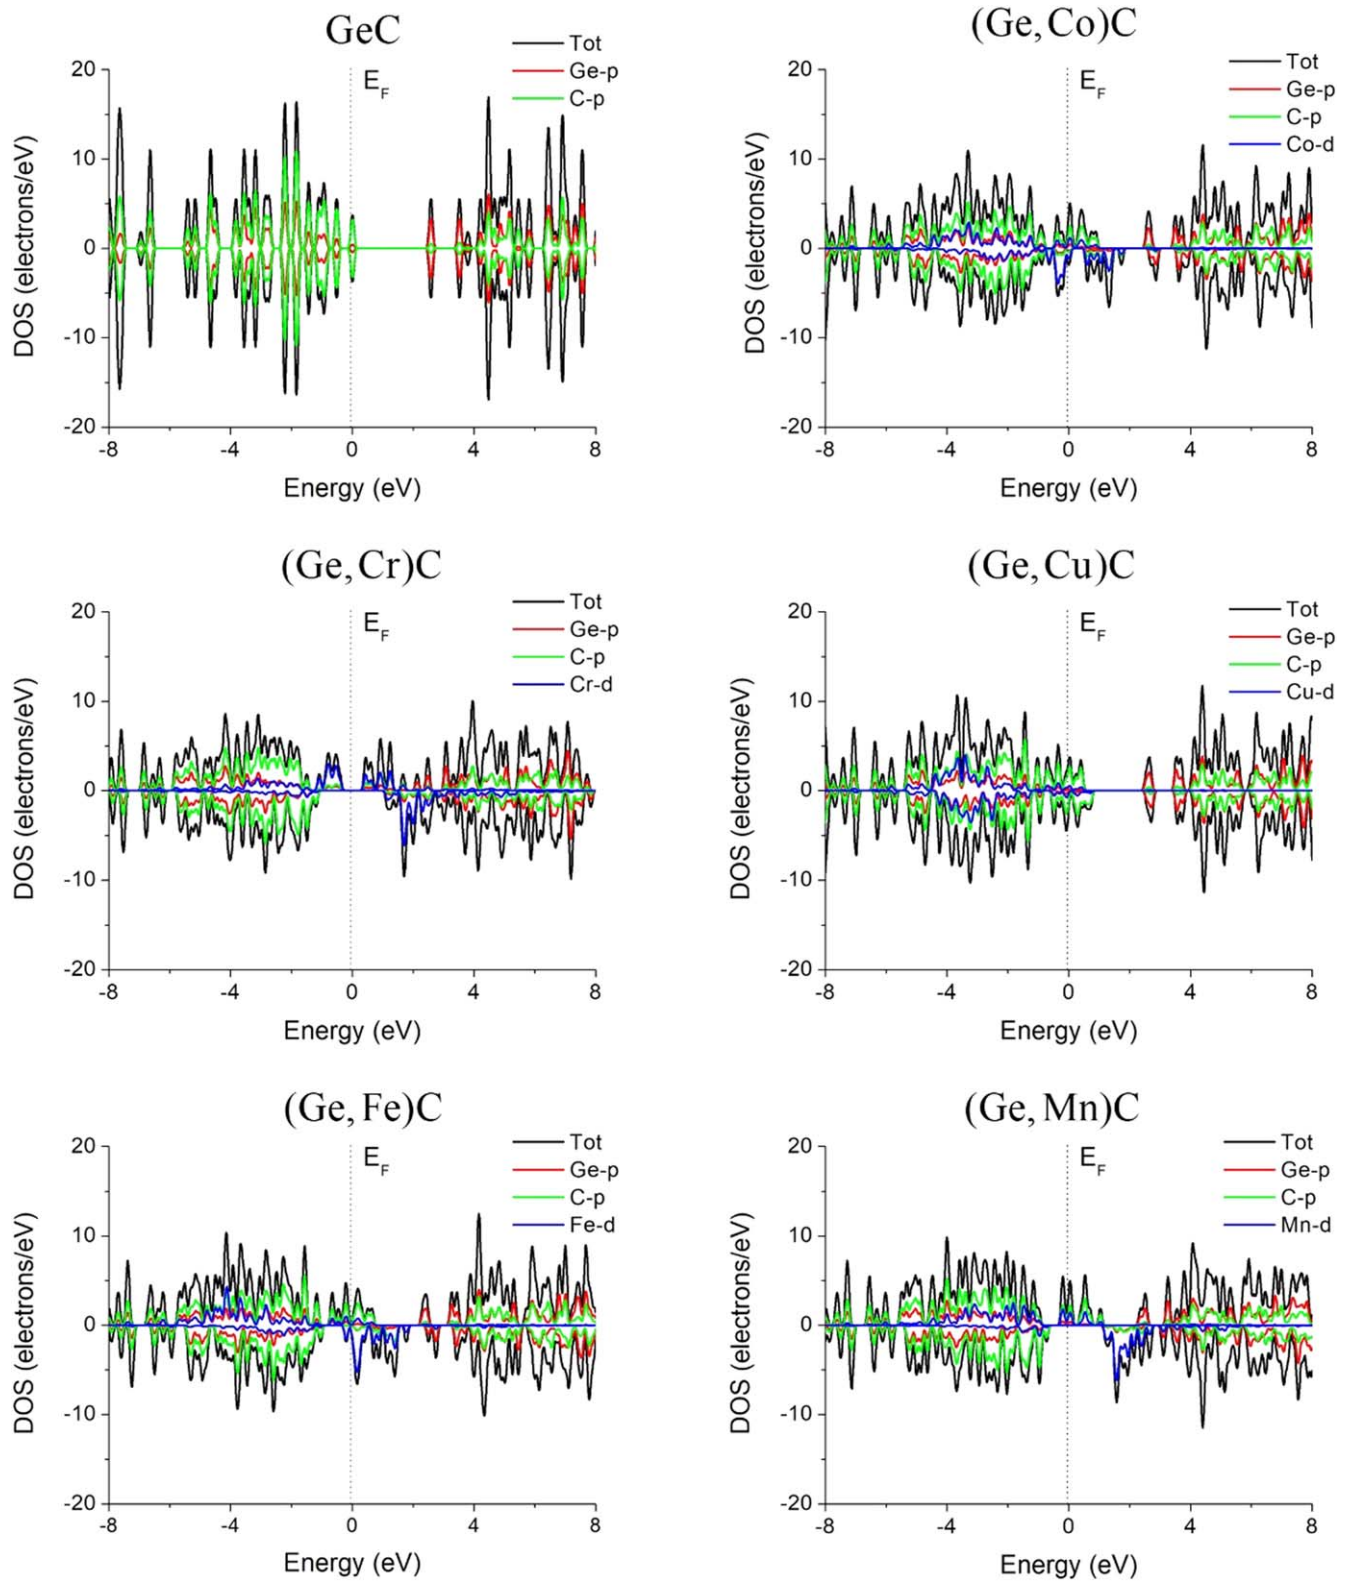 GeC
Tot
Ge-p
C-p
E_F
20
10
0
-10
-20
DOS (electrons/eV)
-8 -4 0 4 8
Energy (eV)
(Ge, Co)C
Tot
Ge-p
C-p
Co-d
E_F
20
10
0
-10
-20
DOS (electrons/eV)
-8 -4 0 4 8
Energy (eV)
(Ge, Cr)C
Tot
Ge-p
C-p
Cr-d
E_F
20
10
0
-10
-20
DOS (electrons/eV)
-8 -4 0 4 8
Energy (eV)
(Ge, Cu)C
Tot
Ge-p
C-p
Cu-d
E_F
20
10
0
-10
-20
DOS (electrons/eV)
-8 -4 0 4 8
Energy (eV)
(Ge, Fe)C
Tot
Ge-p
C-p
Fe-d
E_F
20
10
0
-10
-20
DOS (electrons/eV)
-8 -4 0 4 8
Energy (eV)
(Ge, Mn)C
Tot
Ge-p
C-p
Mn-d
E_F
20
10
0
-10
-20
DOS (electrons/eV)
-8 -4 0 4 8
Energy (eV)